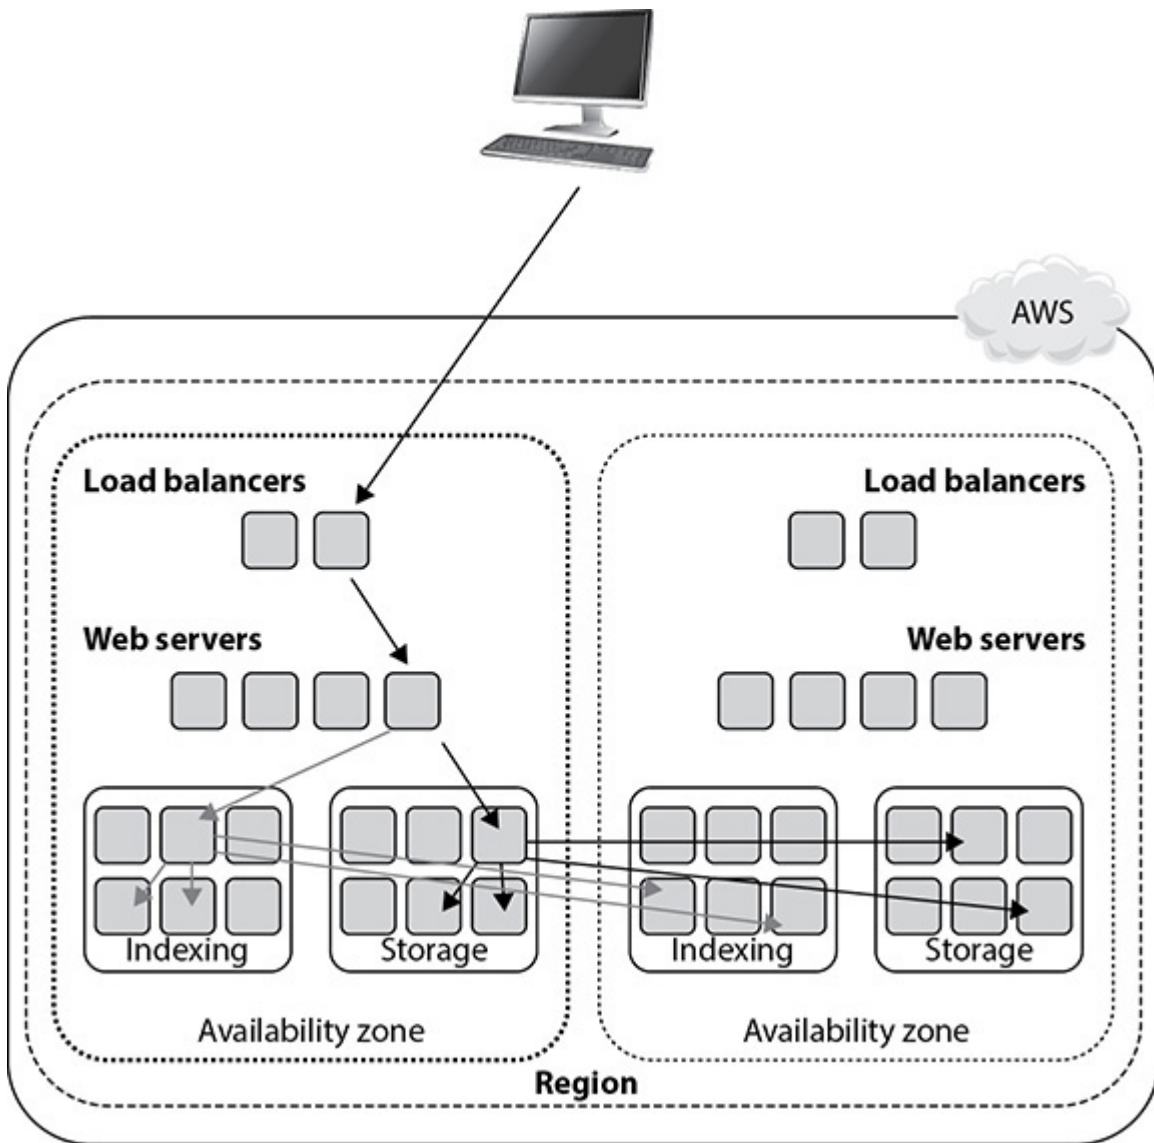 AWS
Load balancers
Load balancers
Web servers
Web servers
Indexing
Storage
Indexing
Storage
Availability zone
Availability zone
Region